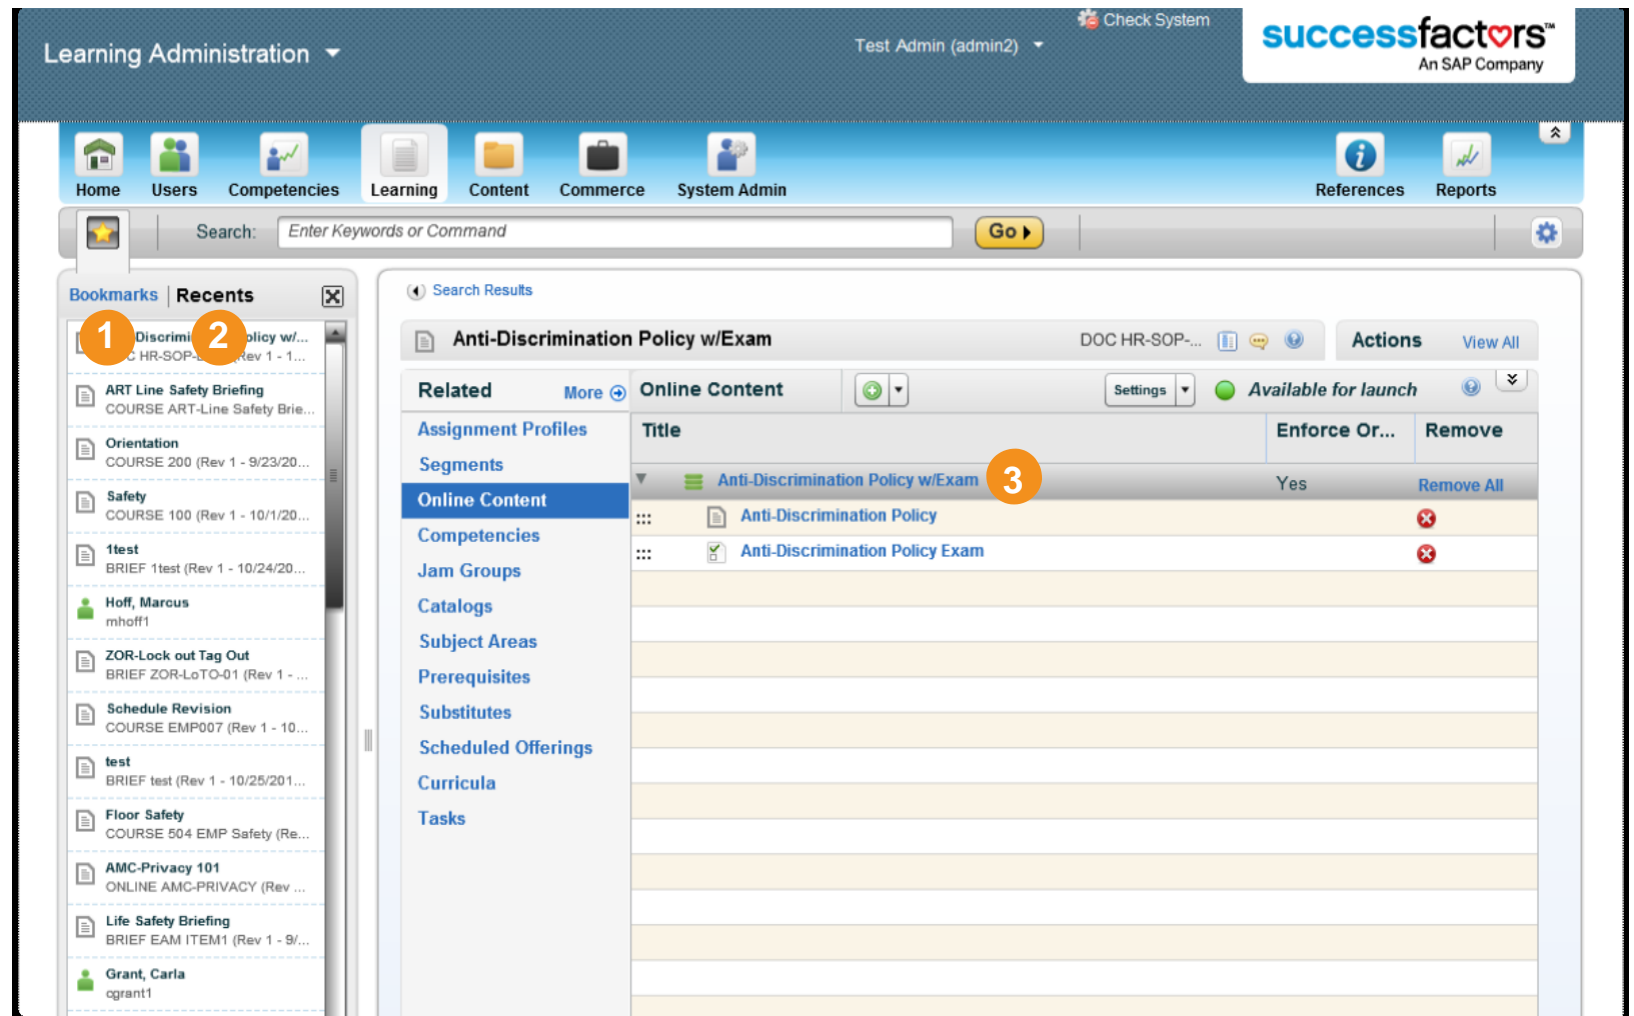 Check System
Learning Administration
Test Admin (admin2)
successfactors™
An SAP Company
Home
Users
Competencies
Learning
Content
Commerce
System Admin
References
Reports
Search:
Enter Keywords or Command
Go
Bookmarks
Recents
Search Results
1
2
Discrimi olicy w/...
HR-SOP- Rev 1 - 1...
ART Line Safety Briefing
COURSE ART-Line Safety Brie...
Orientation
COURSE 200 (Rev 1 - 9/23/20...
Safety
COURSE 100 (Rev 1 - 10/1/20...
1test
BRIEF 1test (Rev 1 - 10/24/20...
Hoff, Marcus
mhoff1
ZOR-Lock out Tag Out
BRIEF ZOR-LoTO-01 (Rev 1 - ...
Schedule Revision
COURSE EMP007 (Rev 1 - 10...
test
BRIEF test (Rev 1 - 10/25/201...
Floor Safety
COURSE 504 EMP Safety (Re...
AMC-Privacy 101
ONLINE AMC-PRIVACY (Rev ...
Life Safety Briefing
BRIEF EAM ITEM1 (Rev 1 - 9/...
Grant, Carla
cgrant1
Anti-Discrimination Policy w/Exam
DOC HR-SOP-...
Actions
View All
Related
More
Assignment Profiles
Segments
Online Content
Competencies
Jam Groups
Catalogs
Subject Areas
Prerequisites
Substitutes
Scheduled Offerings
Curricula
Tasks
Online Content
Settings
Available for launch
Title
Enforce Or...
Remove
Anti-Discrimination Policy w/Exam
3
Yes
Remove All
Anti-Discrimination Policy
Anti-Discrimination Policy Exam